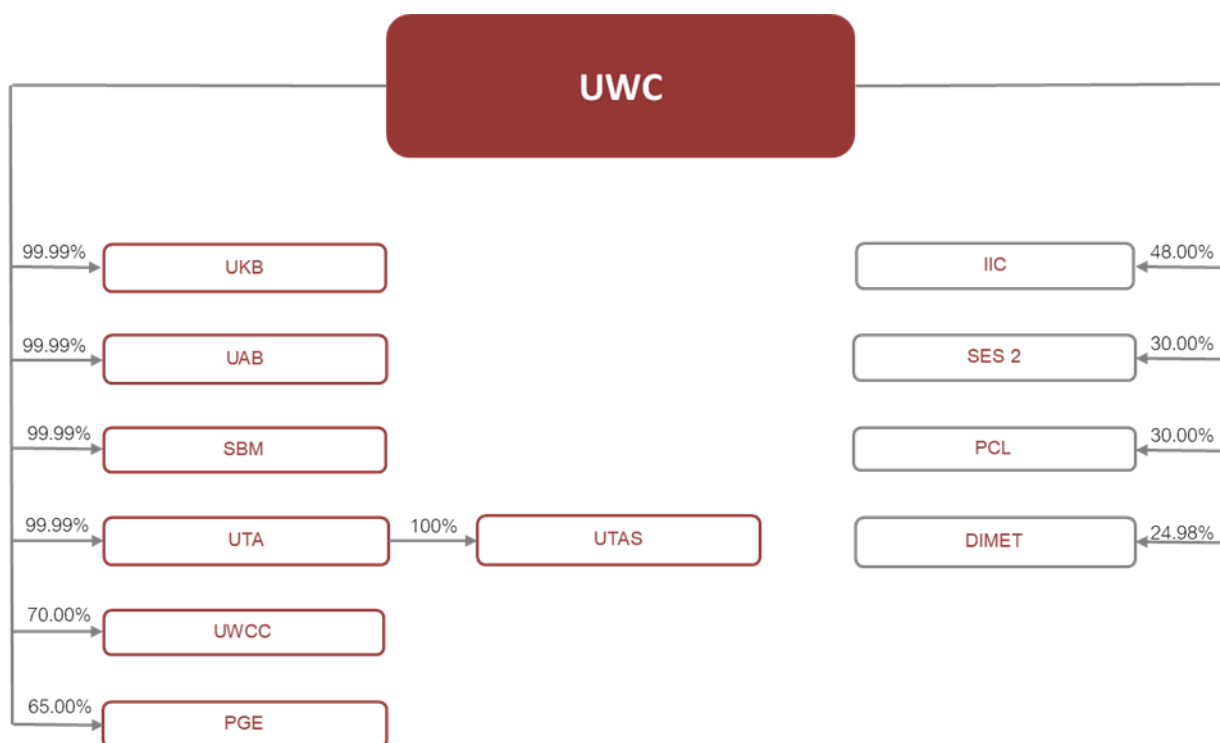 UWC
99.99%
UKB
IIC
48.00%
99.99%
UAB
SES 2
30.00%
99.99%
SBM
PCL
30.00%
99.99%
UTA
100%
UTAS
DIMET
24.98%
70.00%
UWCC
65.00%
PGE